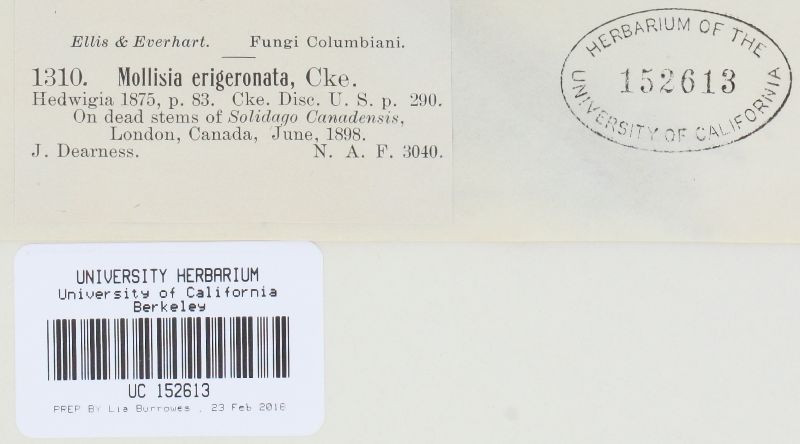 Ellis & Everhart. Fungi Columbiani.
1310. Mollisia erigeronata, Cke.
Hedwigia 1875, p. 83. Cke. Disc. U. S. p. 290.
On dead stems of Solidago Canadensis,
London, Canada, June, 1898.
J. Dearness. N. A. F. 3040.
HERBARIUM OF THE
152613
UNIVERSITY OF CALIFORNIA
UNIVERSITY HERBARIUM
University of California
Berkeley
UC 152613
PREP BY Lia Burrowes , 23 Feb 2016